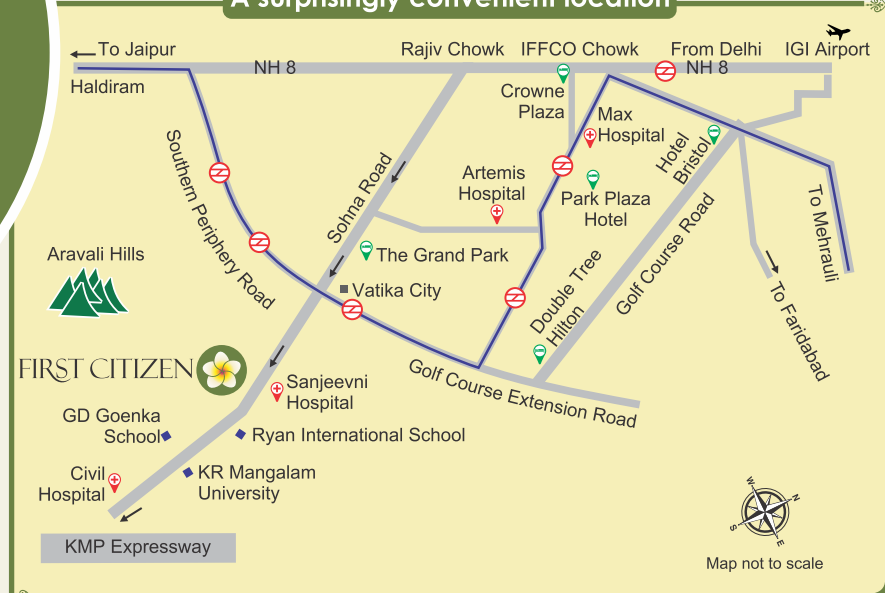 A surprisingly convenient location
To Jaipur
Rajiv Chowk
IFFCO Chowk
From Delhi
IGI Airport
NH 8
NH 8
Haldiram
Crowne
Plaza
Max
Hospital
Hotel
Bristol
Artemis
Hospital
Park Plaza
Hotel
Southern Periphery Road
Sohna Road
Golf Course Road
To Mehrauli
Aravali Hills
The Grand Park
Vatika City
Double Tree
Hilton
To Faridabad
FIRST CITIZEN
Golf Course Extension Road
Sanjeevni
Hospital
GD Goenka
School
Ryan International School
KR Mangalam
University
Civil
Hospital
KMP Expressway
W
N
S
E
Map not to scale